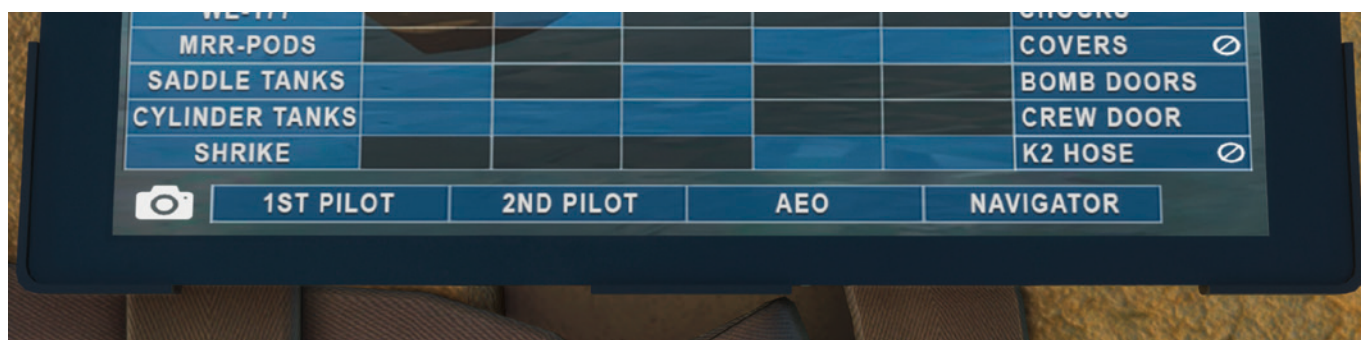 MRR-PODS COVERS
SADDLE TANKS BOMB DOORS
CYLINDER TANKS CREW DOOR
SHRIKE K2 HOSE
1ST PILOT 2ND PILOT AEO NAVIGATOR